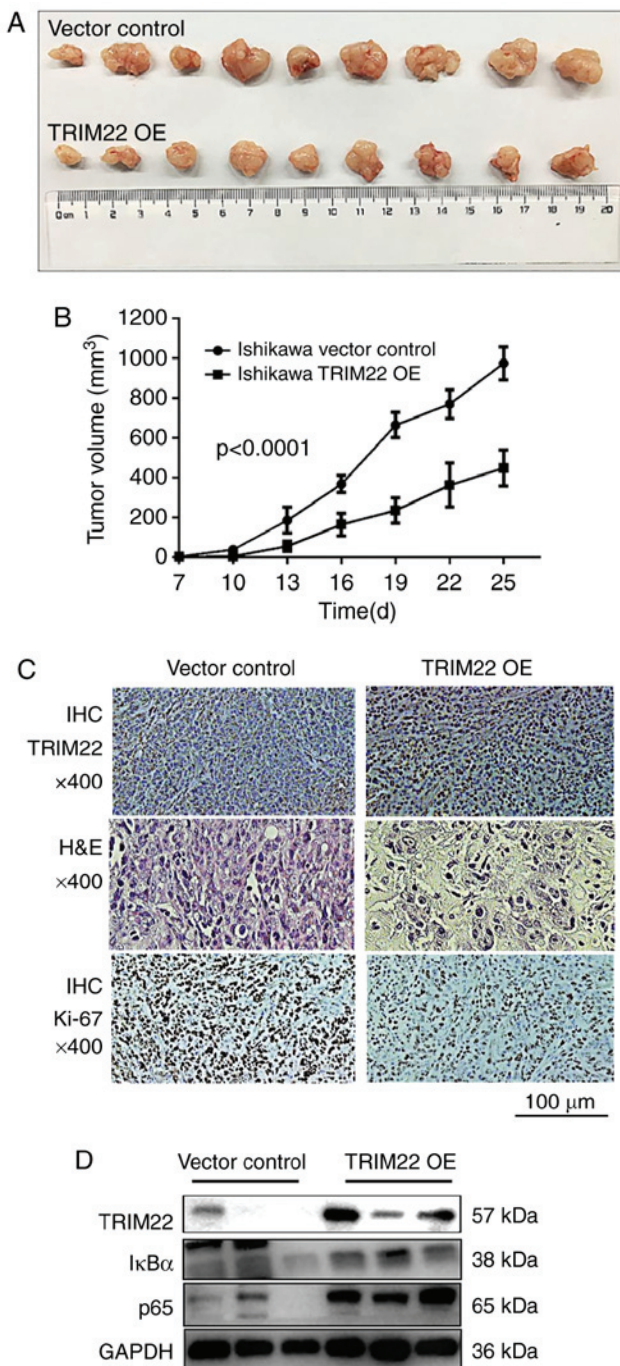 A
Vector control
TRIM22 OE
0 cm 1 2 3 4 5 6 7 8 9 10 11 12 13 14 15 16 17 18 19 20
B
1200
1000
800
600
400
200
0
Tumor volume (mm³)
Ishikawa vector control
Ishikawa TRIM22 OE
p<0.0001
7 10 13 16 19 22 25
Time(d)
C
Vector control TRIM22 OE
IHC
TRIM22
×400
H&E
×400
IHC
Ki-67
×400
100 μm
D
Vector control TRIM22 OE
TRIM22 57 kDa
IκBα 38 kDa
p65 65 kDa
GAPDH 36 kDa